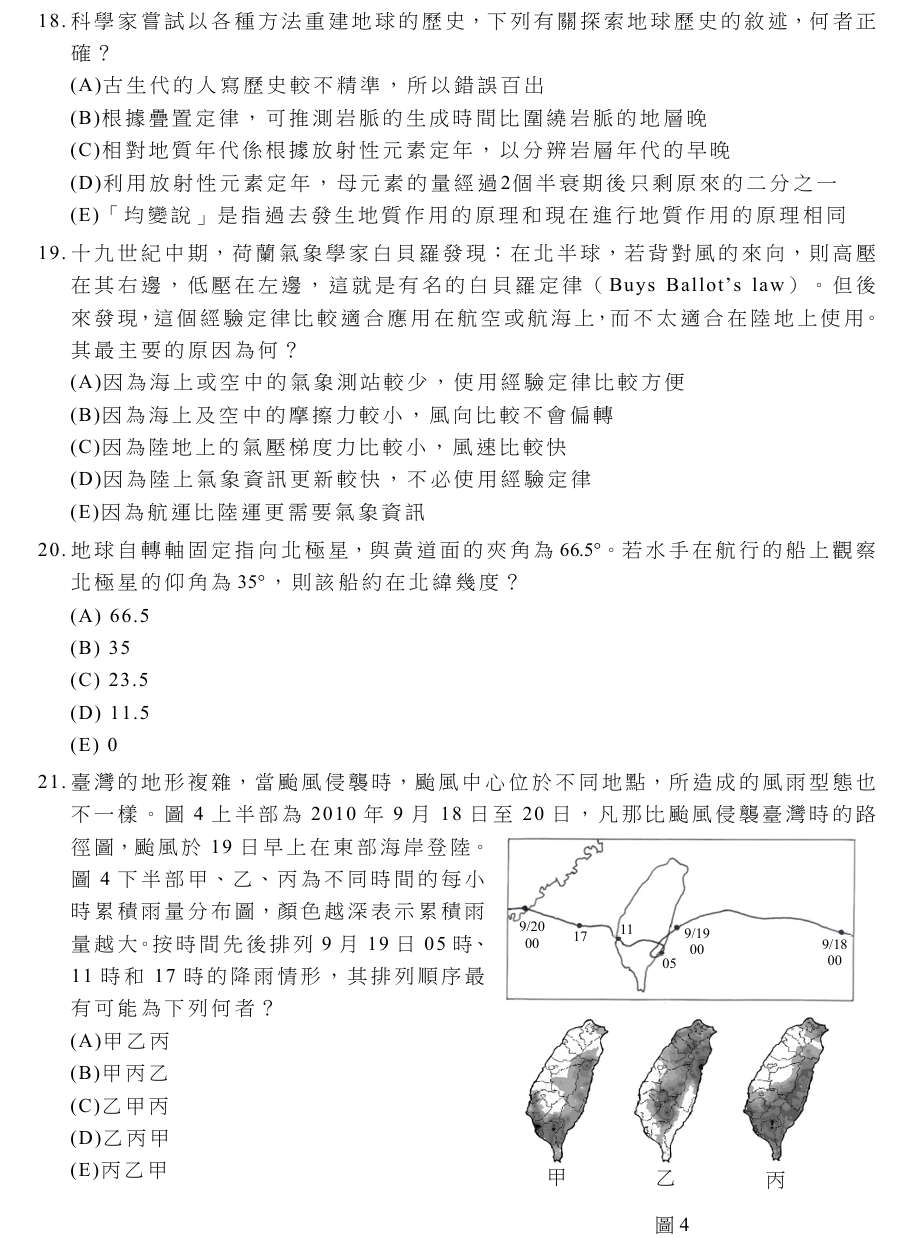 18.科學家嘗試以各種方法重建地球的歷史，下列有關探索地球歷史的敘述，何者正
確？
(A)古生代的人寫歷史較不精準，所以錯誤百出
(B)根據疊置定律，可推測岩脈的生成時間比圍繞岩脈的地層晚
(C)相對地質年代係根據放射性元素定年，以分辨岩層年代的早晚
(D)利用放射性元素定年，母元素的量經過2個半衰期後只剩原來的二分之一
(E)「均變說」是指過去發生地質作用的原理和現在進行地質作用的原理相同
19.十九世紀中期，荷蘭氣象學家白貝羅發現：在北半球，若背對風的來向，則高壓
在其右邊，低壓在左邊，這就是有名的白貝羅定律（Buys Ballot’s law）。但後
來發現，這個經驗定律比較適合應用在航空或航海上，而不太適合在陸地上使用。
其最主要的原因為何？
(A)因為海上或空中的氣象測站較少，使用經驗定律比較方便
(B)因為海上及空中的摩擦力較小，風向比較不會偏轉
(C)因為陸地上的氣壓梯度力比較小，風速比較快
(D)因為陸上氣象資訊更新較快，不必使用經驗定律
(E)因為航運比陸運更需要氣象資訊
20.地球自轉軸固定指向北極星，與黃道面的夾角為 66.5°。若水手在航行的船上觀察
北極星的仰角為 35°，則該船約在北緯幾度？
(A) 66.5
(B) 35
(C) 23.5
(D) 11.5
(E) 0
21.臺灣的地形複雜，當颱風侵襲時，颱風中心位於不同地點，所造成的風雨型態也
不一樣。圖 4 上半部為 2010 年 9 月 18 日至 20 日，凡那比颱風侵襲臺灣時的路
徑圖，颱風於 19 日早上在東部海岸登陸。
圖 4 下半部甲、乙、丙為不同時間的每小
時累積雨量分布圖，顏色越深表示累積雨
量越大。按時間先後排列 9 月 19 日 05 時、
11 時和 17 時的降雨情形，其排列順序最
有可能為下列何者？
(A)甲乙丙
(B)甲丙乙
(C)乙甲丙
(D)乙丙甲
(E)丙乙甲
9/20
00
17
11
05
9/19
00
9/18
00
甲
乙
丙
圖 4